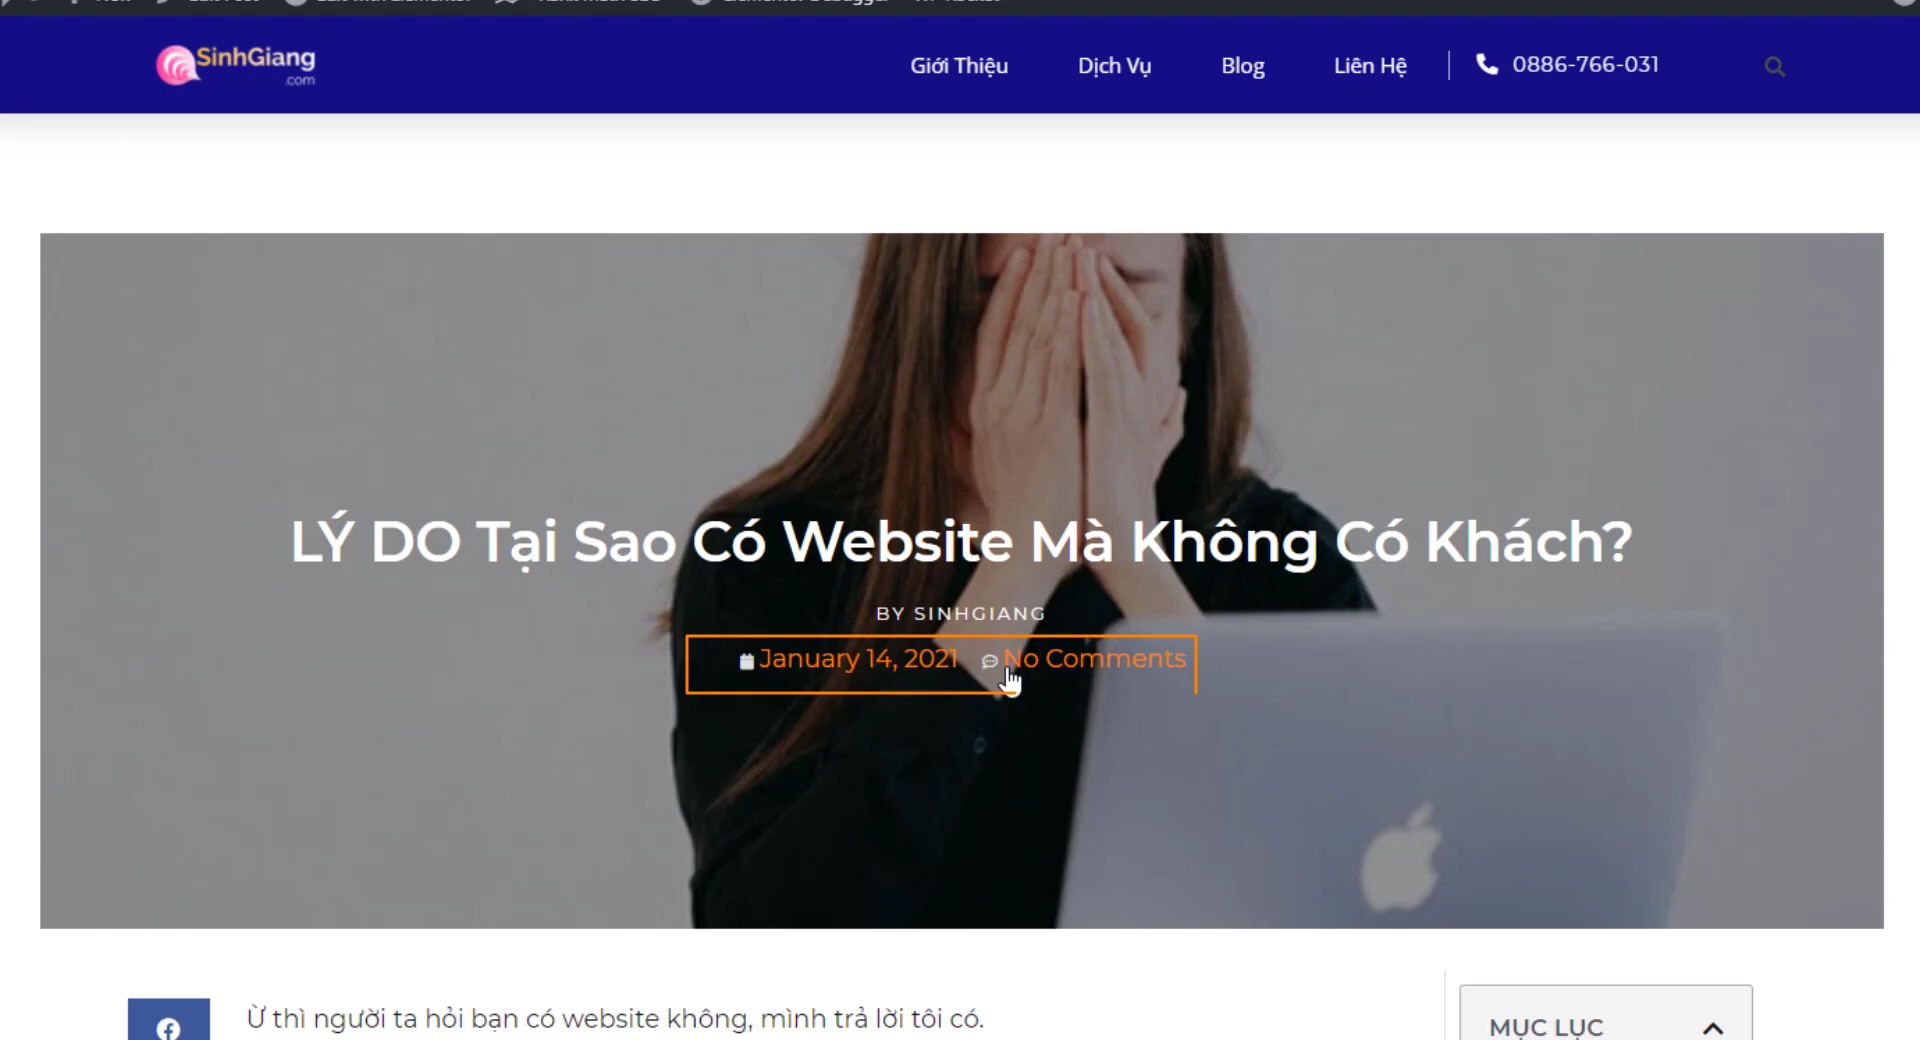 SinhGiang
.com
Giới Thiệu
Dịch Vụ
Blog
Liên Hệ
0886-766-031
LÝ DO Tại Sao Có Website Mà Không Có Khách?
BY SINHGIANG
January 14, 2021
No Comments
Ừ thì người ta hỏi bạn có website không, mình trả lời tôi có.
MỤC LỤC